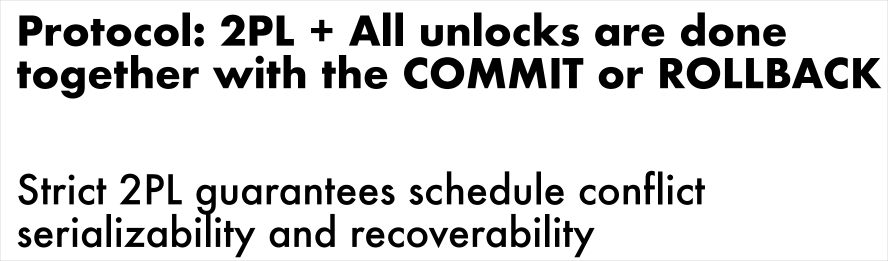 Protocol: 2PL + All unlocks are done
together with the COMMIT or ROLLBACK
Strict 2PL guarantees schedule conflict
serializability and recoverability